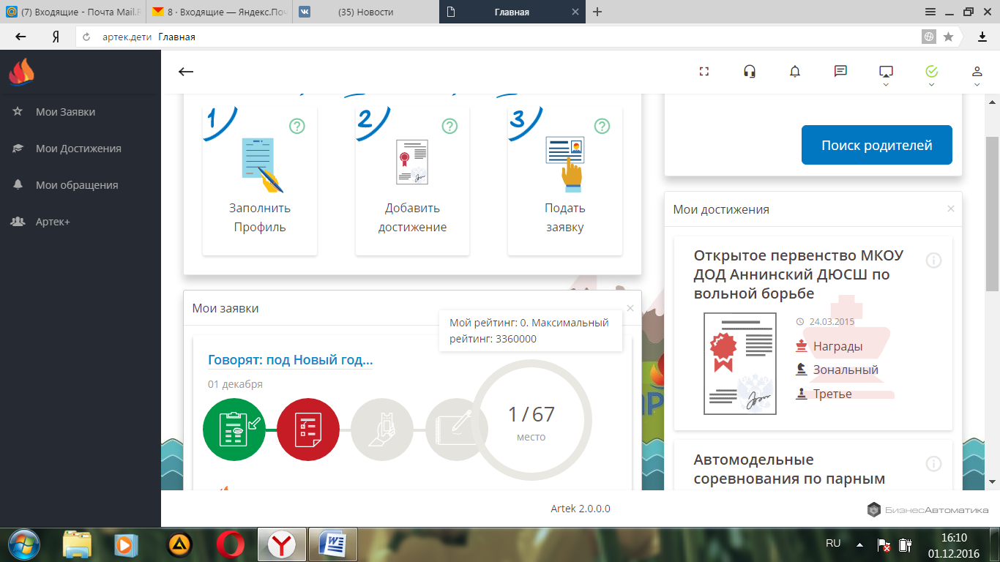 (7) Входящие - Почта Mail.R
8 · Входящие — Яндекс.Поч
(35) Новости
Главная
артек.дети Главная
Мои Заявки
Мои Достижения
Мои обращения
Артек+
1
2
3
Заполнить
Профиль
Добавить
достижение
Подать
заявку
Поиск родителей
Мои достижения
Открытое первенство МКОУ
ДОД Аннинский ДЮСШ по
вольной борьбе
24.03.2015
Награды
Зональный
Третье
Автомодельные
соревнования по парным
Мои заявки
Мой рейтинг: 0. Максимальный
рейтинг: 3360000
Говорят: под Новый год...
01 декабря
1 / 67
место
Artek 2.0.0.0
БизнесАвтоматика
RU
16:10
01.12.2016